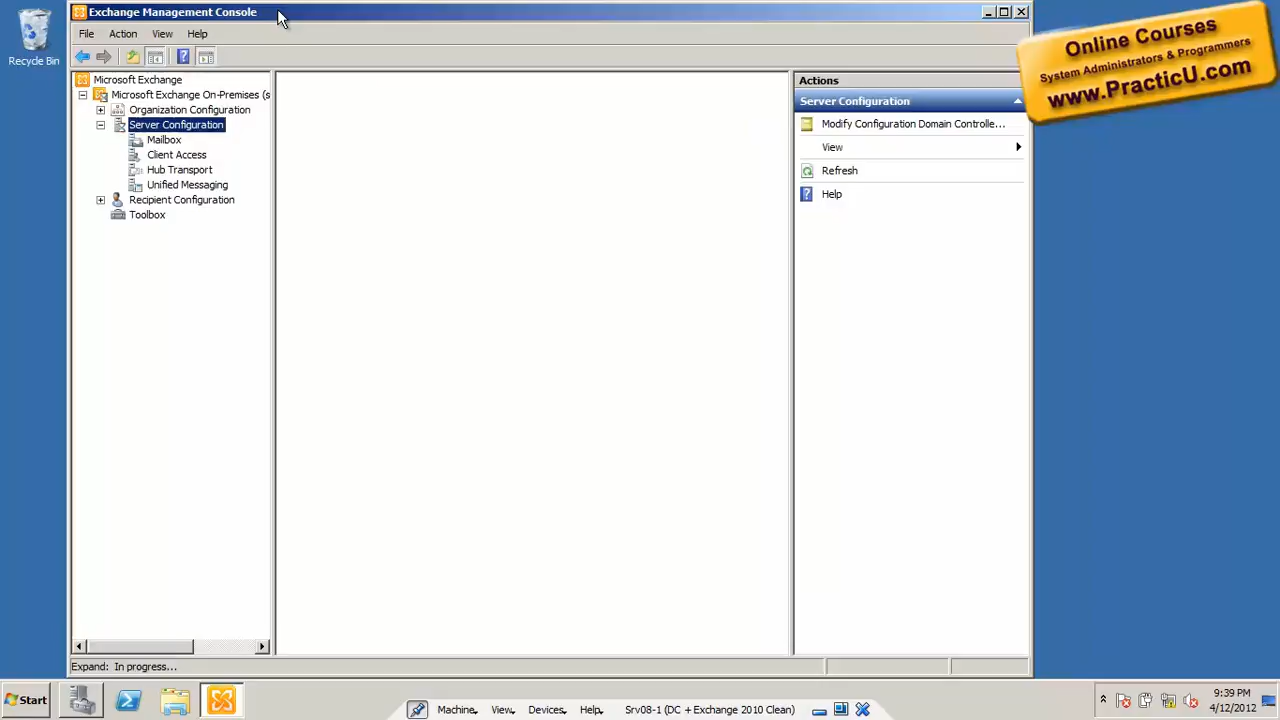 Exchange Management Console
File Action View Help
Recycle Bin
Microsoft Exchange
Microsoft Exchange On-Premises (s
Organization Configuration
Server Configuration
Mailbox
Client Access
Hub Transport
Unified Messaging
Recipient Configuration
Toolbox
Actions
Server Configuration
Modify Configuration Domain Controlle...
View
Refresh
Help
Online Courses
System Administrators & Programmers
www.PracticU.com
Expand: In progress...
Start
Machine View Devices Help Srv08-1 (DC + Exchange 2010 Clean)
9:39 PM
4/12/2012